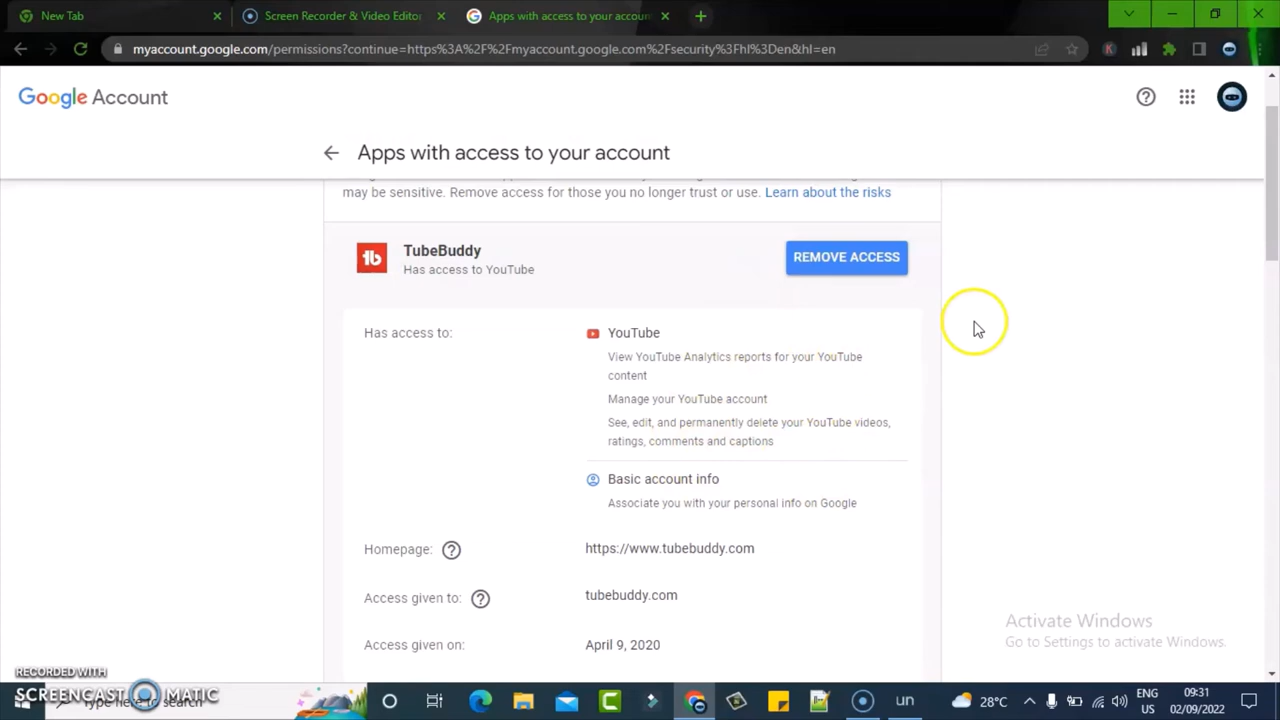 New Tab
Screen Recorder & Video Editor
Apps with access to your accoun
myaccount.google.com/permissions?continue=https%3A%2F%2Fmyaccount.google.com%2Fsecurity%3Fhl%3Den&hl=en
Google Account
Apps with access to your account
may be sensitive. Remove access for those you no longer trust or use. Learn about the risks
TubeBuddy
Has access to YouTube
REMOVE ACCESS
Has access to:
YouTube
View YouTube Analytics reports for your YouTube
content
Manage your YouTube account
See, edit, and permanently delete your YouTube videos,
ratings, comments and captions
Basic account info
Associate you with your personal info on Google
Homepage:
https://www.tubebuddy.com
Access given to:
tubebuddy.com
Access given on:
April 9, 2020
Activate Windows
Go to Settings to activate Windows.
RECORDED WITH
SCREENCAST MATIC
Type here to search
un
28°C
ENG
US
09:31
02/09/2022